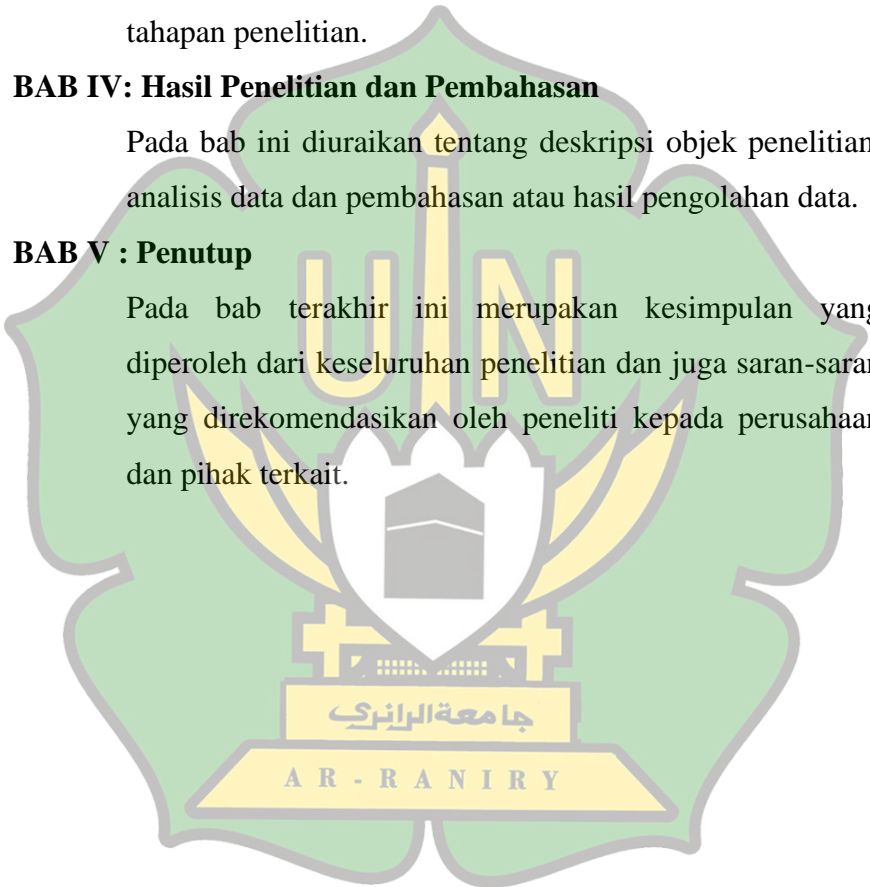 tahapan penelitian.
BAB IV: Hasil Penelitian dan Pembahasan
Pada bab ini diuraikan tentang deskripsi objek penelitian
analisis data dan pembahasan atau hasil pengolahan data.
BAB V : Penutup
Pada bab terakhir ini merupakan kesimpulan yang
diperoleh dari keseluruhan penelitian dan juga saran-saran
yang direkomendasikan oleh peneliti kepada perusahaan
dan pihak terkait.
UIN
جامعة الرانري
AR-RANIRY